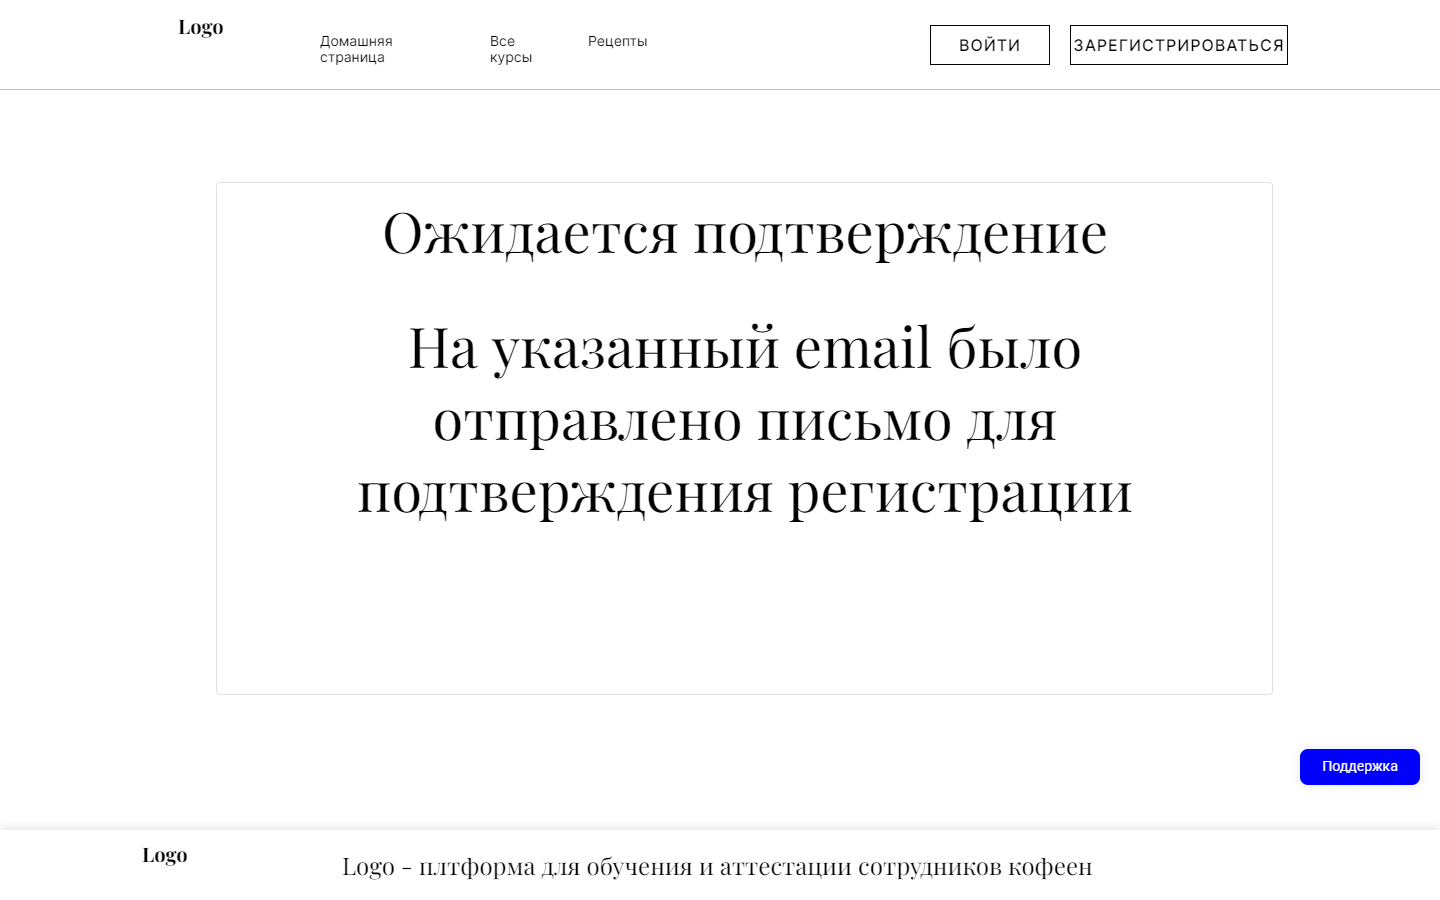 Logo
Домашняя
страница
Все
курсы
Рецепты
ВОЙТИ
ЗАРЕГИСТРИРОВАТЬСЯ
Ожидается подтверждение
На указанный email было
отправлено письмо для
подтверждения регистрации
Поддержка
Logo
Logo - плтформа для обучения и аттестации сотрудников кофеен